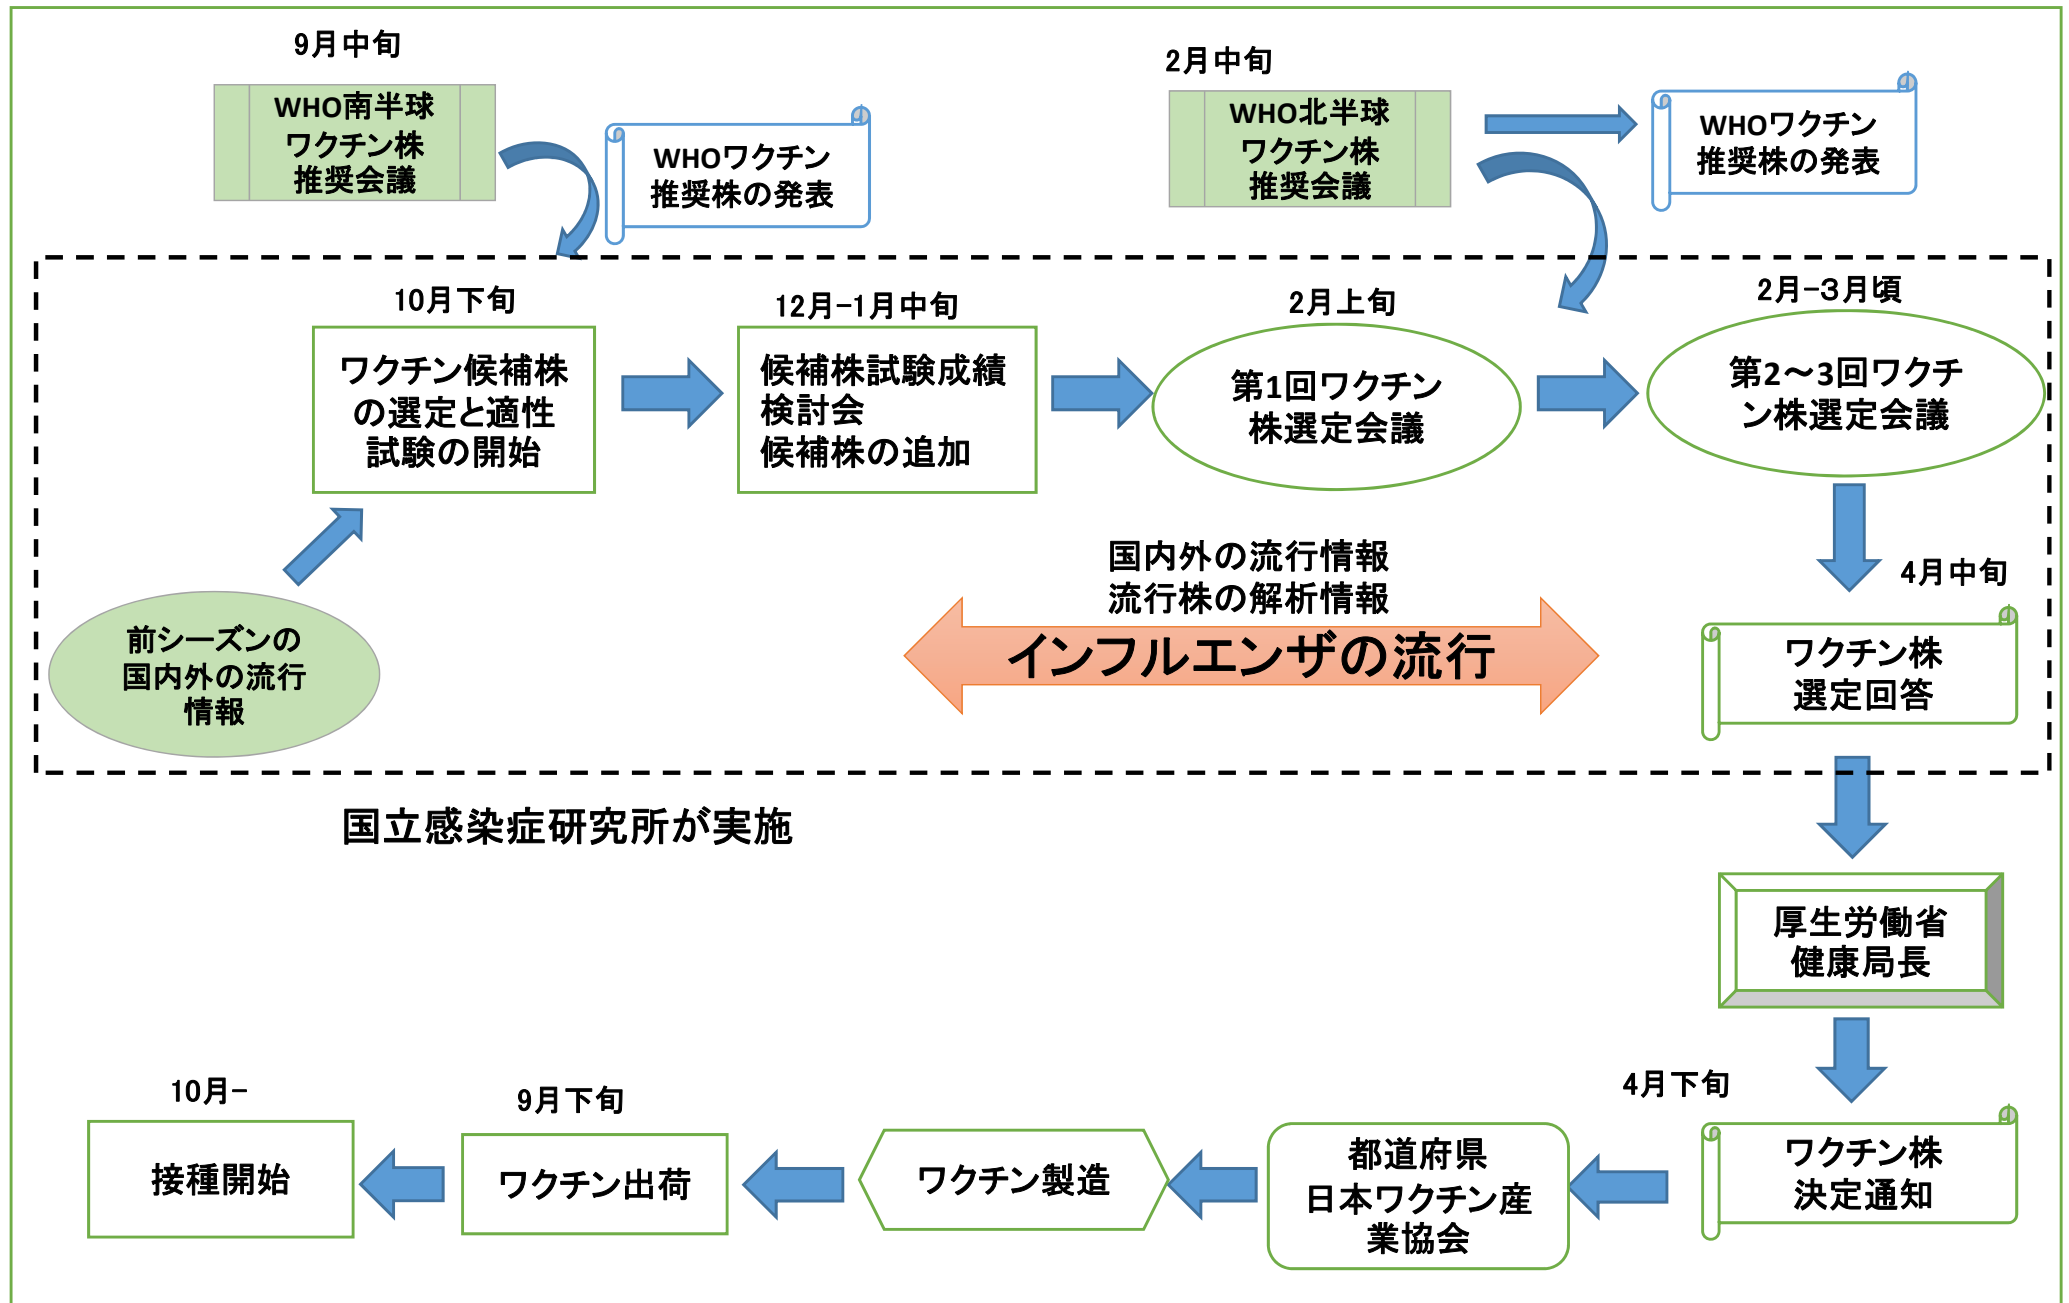 9月中旬
WHO南半球
ワクチン株
推奨会議
WHOワクチン
推奨株の発表
2月中旬
WHO北半球
ワクチン株
推奨会議
WHOワクチン
推奨株の発表
10月下旬
ワクチン候補株
の選定と適性
試験の開始
12月-1月中旬
候補株試験成績
検討会
候補株の追加
2月上旬
第1回ワクチン
株選定会議
2月-３月頃
第2～3回ワクチ
ン株選定会議
前シーズンの
国内外の流行
情報
国内外の流行情報
流行株の解析情報
インフルエンザの流行
4月中旬
ワクチン株
選定回答
国立感染症研究所が実施
厚生労働省
健康局長
4月下旬
ワクチン株
決定通知
都道府県
日本ワクチン産
業協会
ワクチン製造
9月下旬
ワクチン出荷
10月-
接種開始